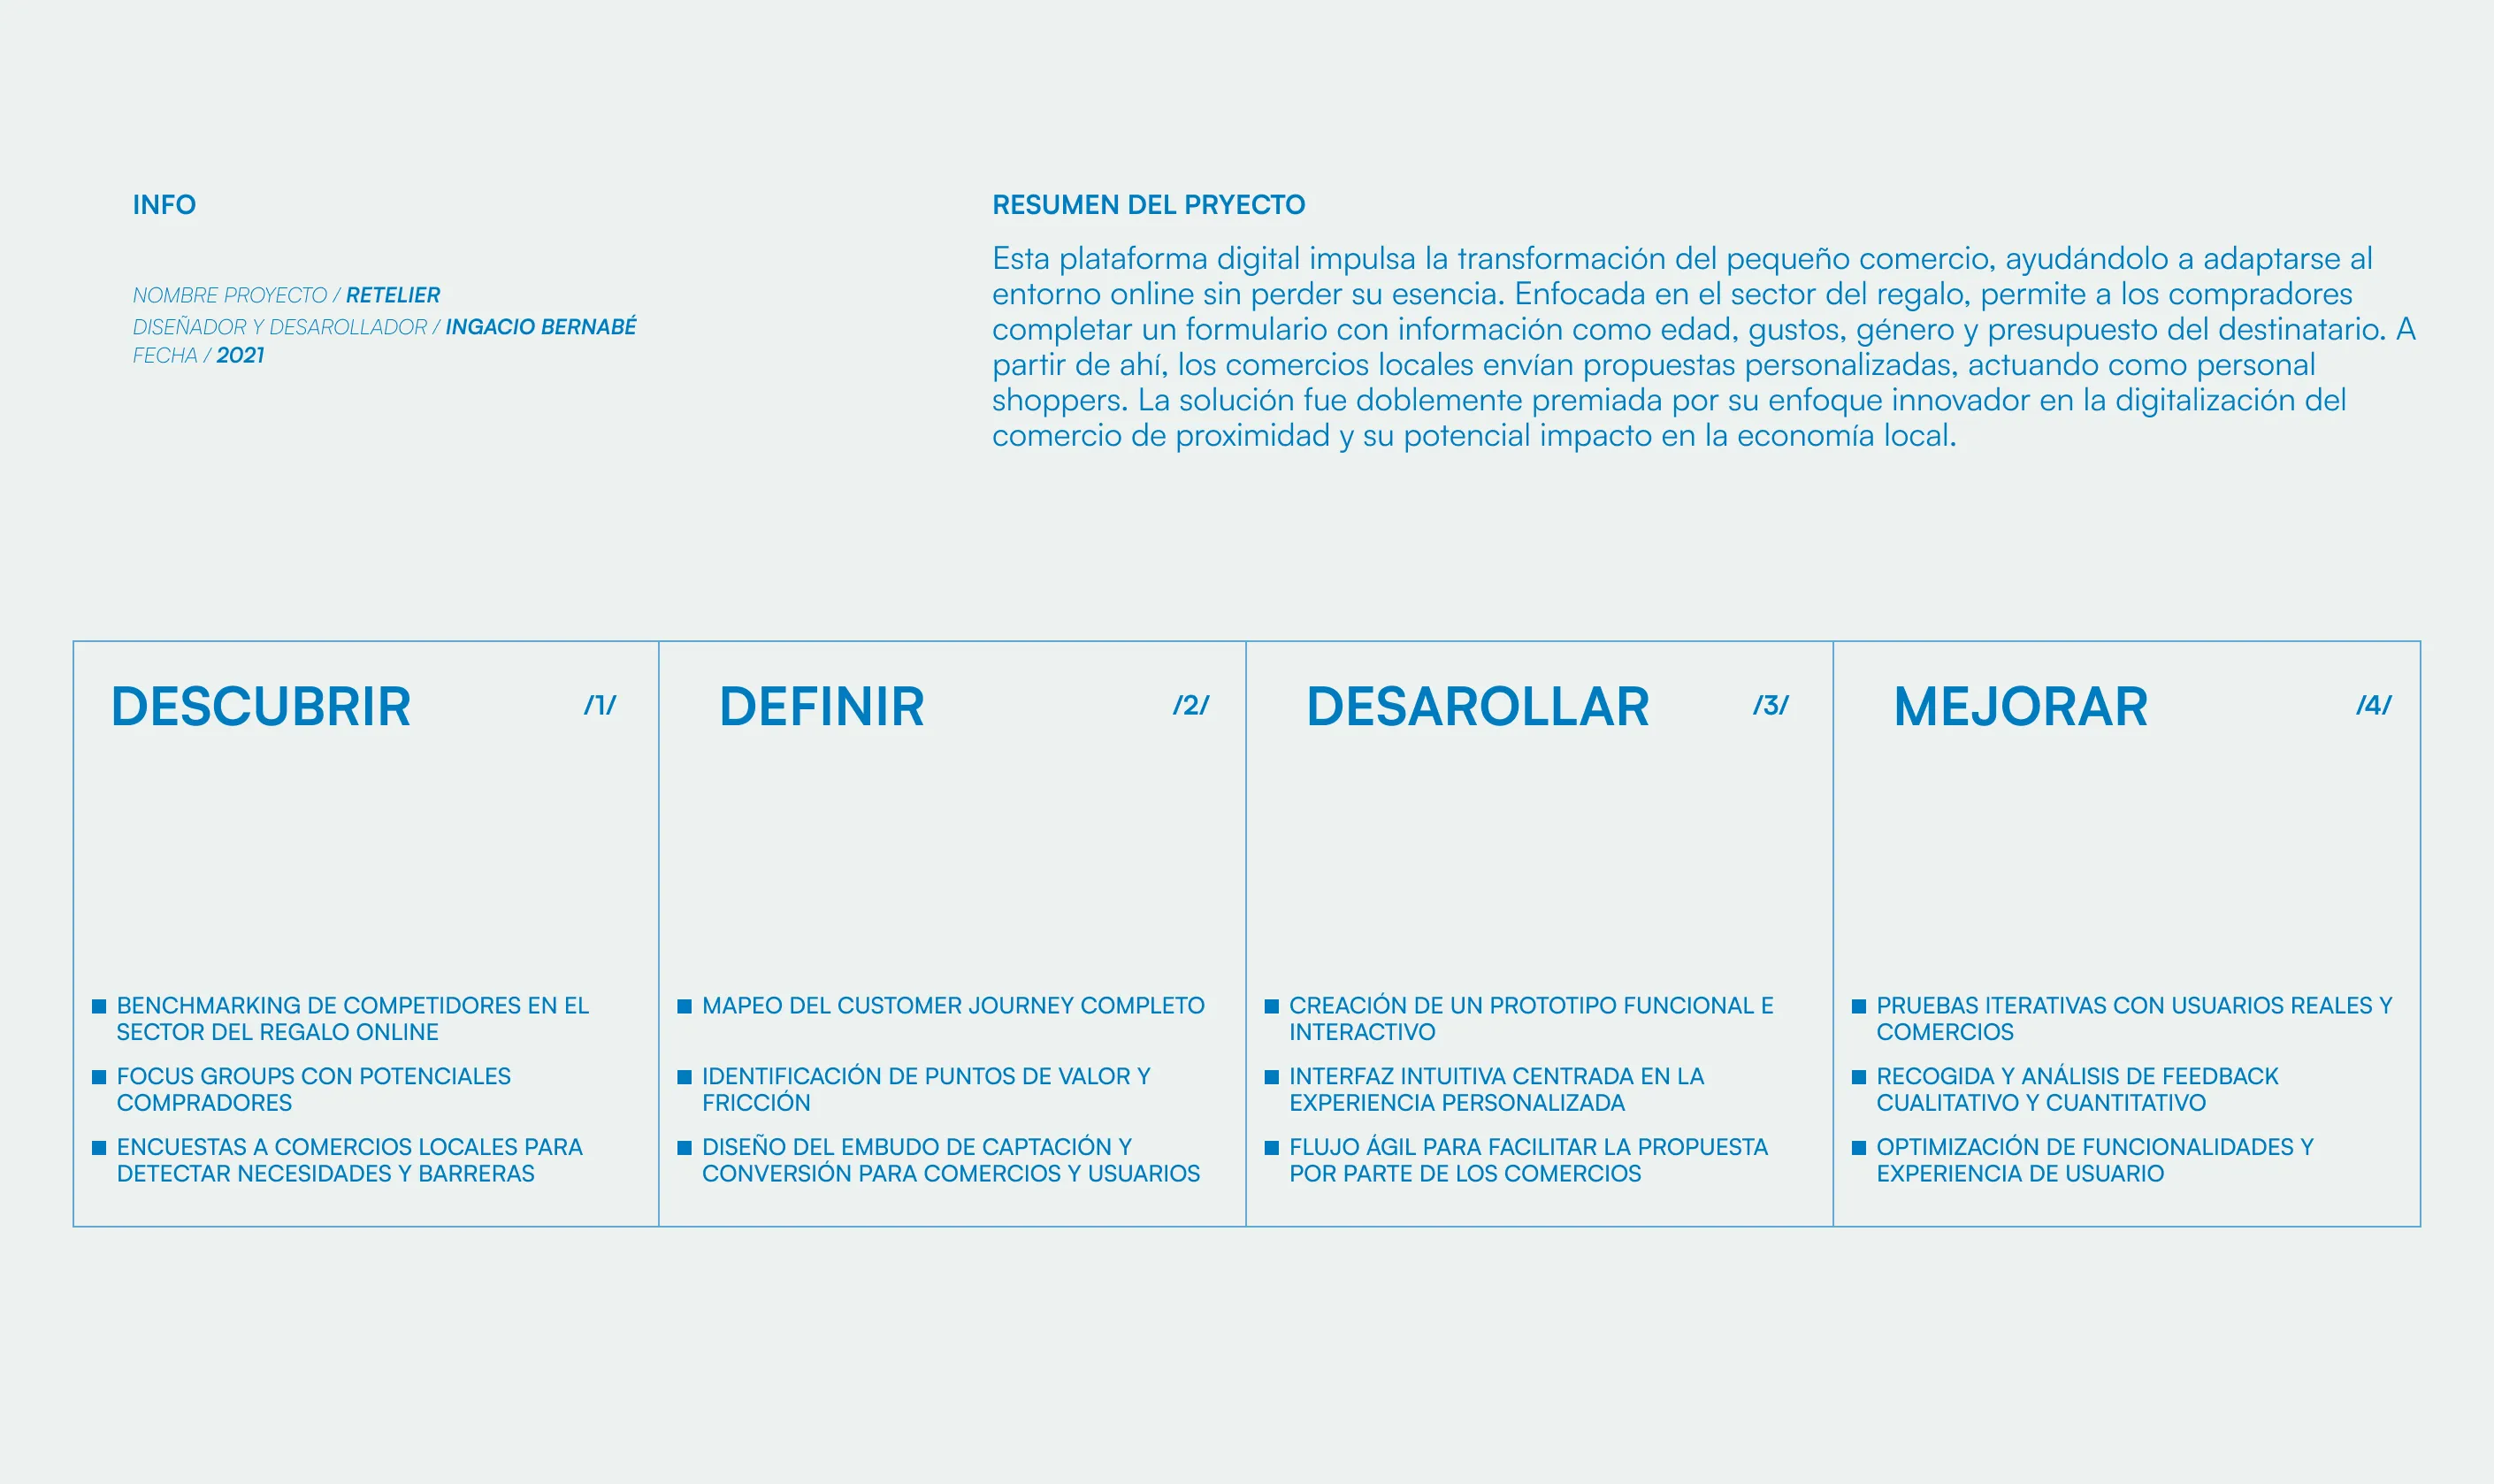 INFO
NOMBRE PROYECTO / RETELIER
DISEÑADOR Y DESAROLLADOR / INGACIO BERNABÉ
FECHA / 2021
RESUMEN DEL PRYECTO
Esta plataforma digital impulsa la transformación del pequeño comercio, ayudándolo a adaptarse al
entorno online sin perder su esencia. Enfocada en el sector del regalo, permite a los compradores
completar un formulario con información como edad, gustos, género y presupuesto del destinatario. A
partir de ahí, los comercios locales envían propuestas personalizadas, actuando como personal
shoppers. La solución fue doblemente premiada por su enfoque innovador en la digitalización del
comercio de proximidad y su potencial impacto en la economía local.
DESCUBRIR /1/
BENCHMARKING DE COMPETIDORES EN EL
SECTOR DEL REGALO ONLINE
FOCUS GROUPS CON POTENCIALES
COMPRADORES
ENCUESTAS A COMERCIOS LOCALES PARA
DETECTAR NECESIDADES Y BARRERAS
DEFINIR /2/
MAPEO DEL CUSTOMER JOURNEY COMPLETO
IDENTIFICACIÓN DE PUNTOS DE VALOR Y
FRICCIÓN
DISEÑO DEL EMBUDO DE CAPTACIÓN Y
CONVERSIÓN PARA COMERCIOS Y USUARIOS
DESAROLLAR /3/
CREACIÓN DE UN PROTOTIPO FUNCIONAL E
INTERACTIVO
INTERFAZ INTUITIVA CENTRADA EN LA
EXPERIENCIA PERSONALIZADA
FLUJO ÁGIL PARA FACILITAR LA PROPUESTA
POR PARTE DE LOS COMERCIOS
MEJORAR /4/
PRUEBAS ITERATIVAS CON USUARIOS REALES Y
COMERCIOS
RECOGIDA Y ANÁLISIS DE FEEDBACK
CUALITATIVO Y CUANTITATIVO
OPTIMIZACIÓN DE FUNCIONALIDADES Y
EXPERIENCIA DE USUARIO